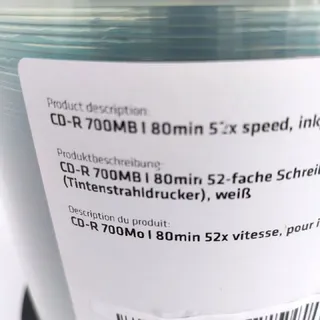 Product description:
CD-R 700MB I 80min 52x speed, ink
Produktbeschreibung:
CD-R 700MB I 80min 52-fache Schrei
(Tintenstrahldrucker), weiß
Description du produit:
CD-R 700Mo I 80min 52x vitesse, pour i